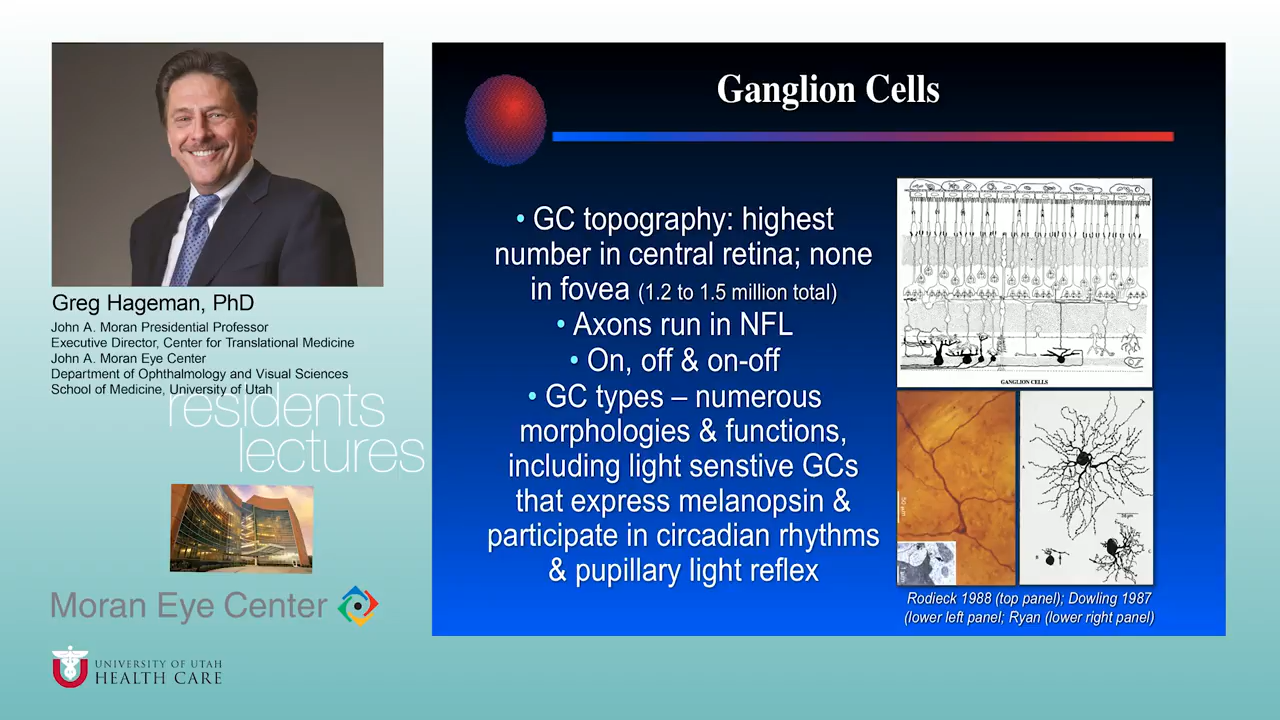 Greg Hageman, PhD
John A. Moran Presidential Professor
Executive Director, Center for Translational Medicine
John A. Moran Eye Center
Department of Ophthalmology and Visual Sciences
School of Medicine, University of Utah
residents
lectures
Moran Eye Center
UNIVERSITY OF UTAH
HEALTH CARE
Ganglion Cells
• GC topography: highest
number in central retina; none
in fovea (1.2 to 1.5 million total)
• Axons run in NFL
• On, off & on-off
• GC types – numerous
morphologies & functions,
including light senstive GCs
that express melanopsin &
participate in circadian rhythms
& pupillary light reflex
GANGLION CELLS
Rodieck 1988 (top panel); Dowling 1987
(lower left panel; Ryan (lower right panel)